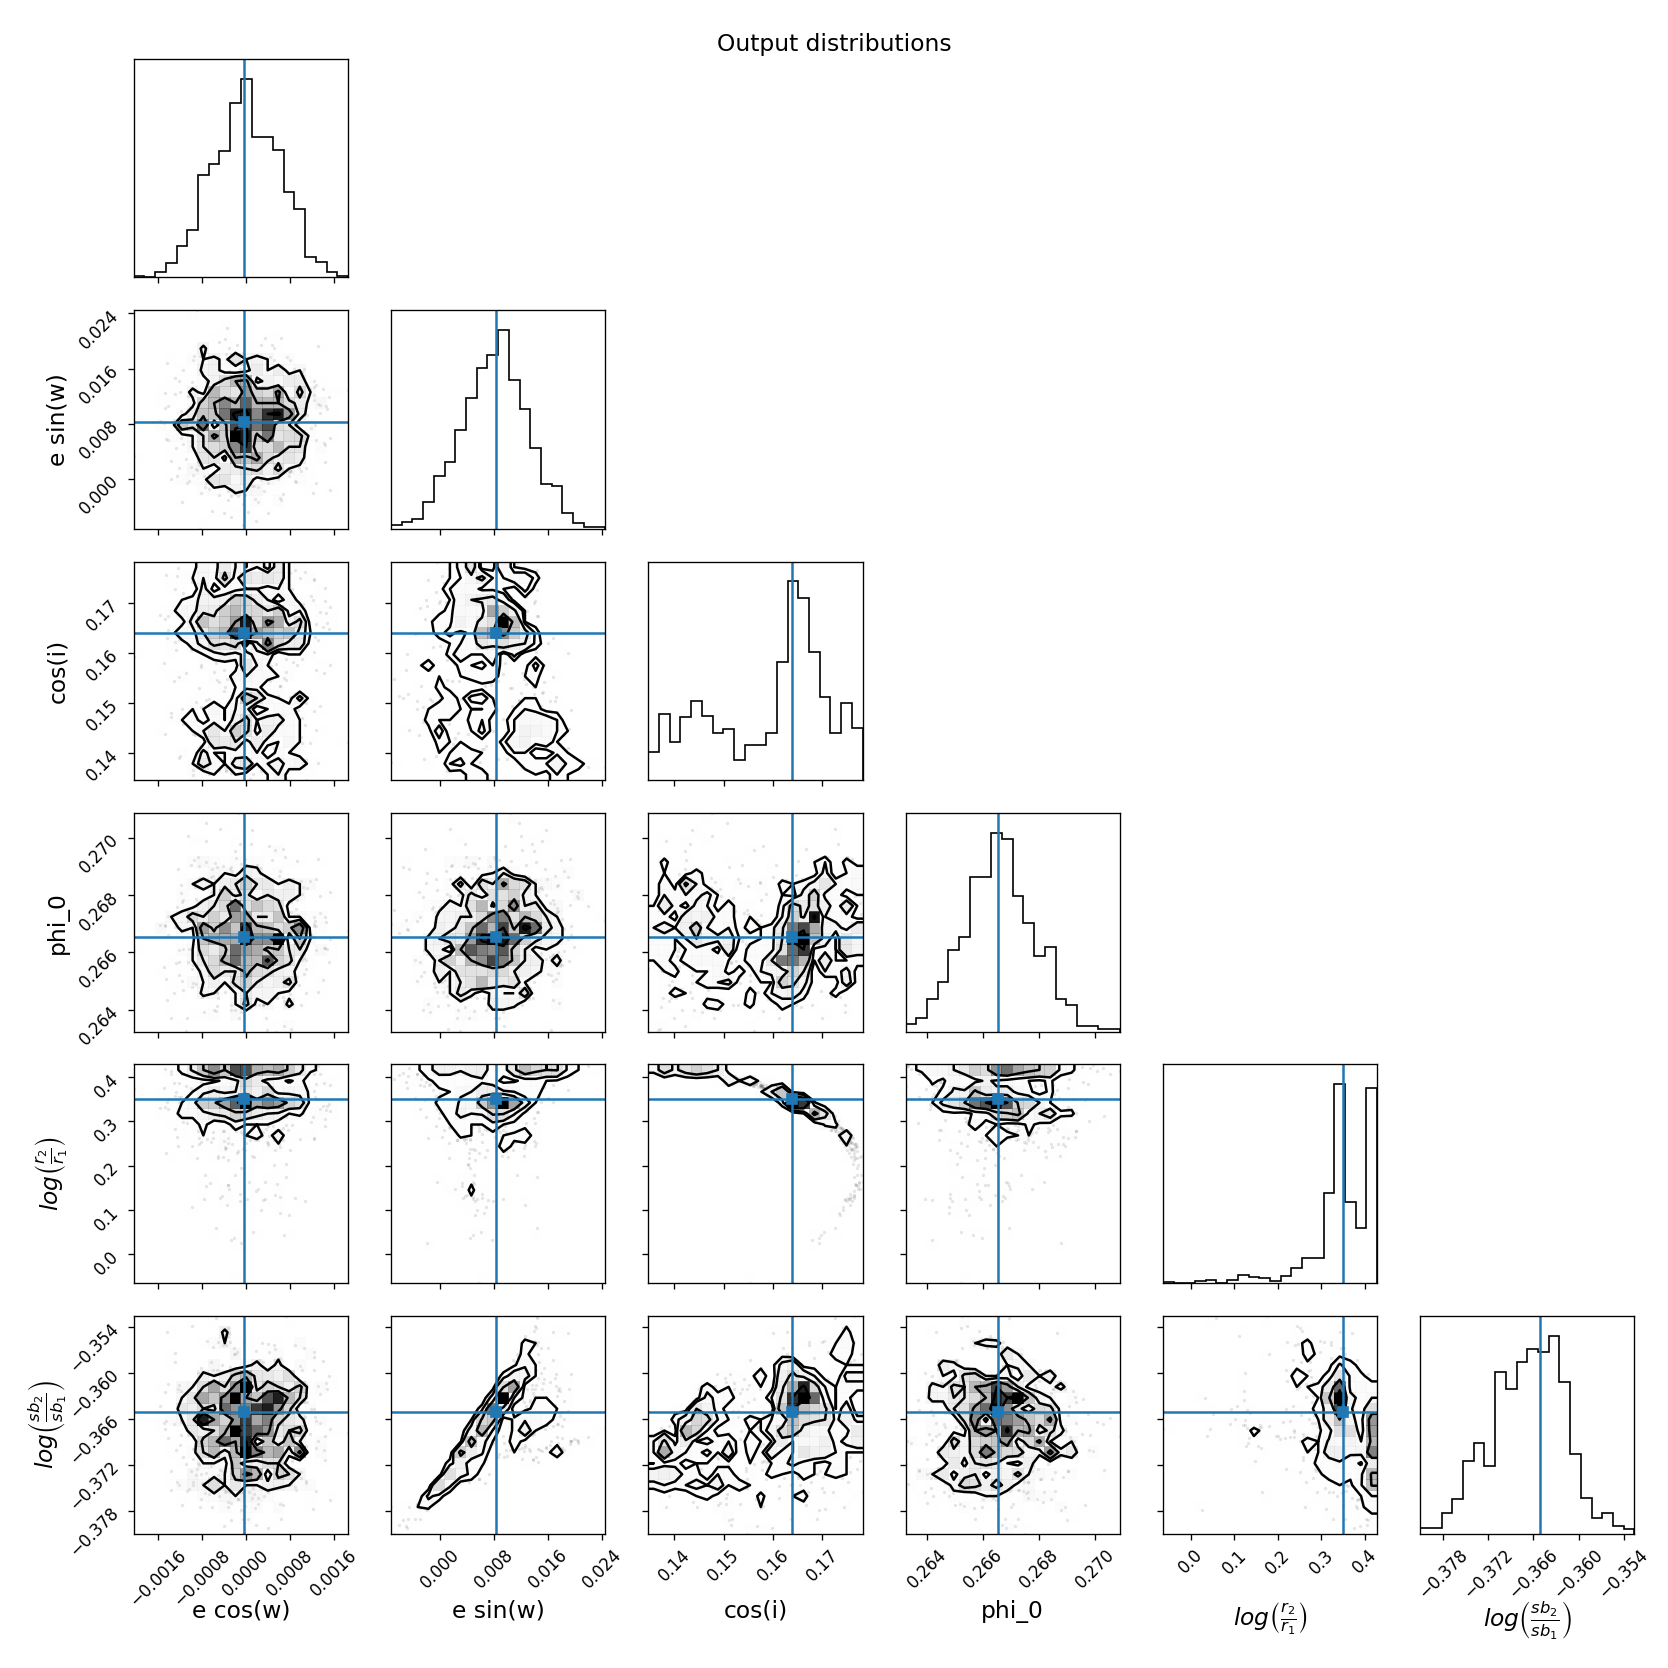 Output distributions
0.024
0.016
0.008
0.000
e sin(w)
0.17
0.16
0.15
0.14
cos(i)
0.270
0.268
0.266
0.264
phi_0
0.4
0.3
0.2
0.1
0.0
log(r₂/r₁)
−0.354
−0.360
−0.366
−0.372
−0.378
log(sb₂/sb₁)
−0.0016 −0.0008 0.0000 0.0008 0.0016
0.000 0.008 0.016 0.024
0.14 0.15 0.16 0.17
0.264 0.266 0.268 0.270
0.0 0.1 0.2 0.3 0.4
−0.378 −0.372 −0.366 −0.360 −0.354
e cos(w) e sin(w) cos(i) phi_0 log(r₂/r₁) log(sb₂/sb₁)